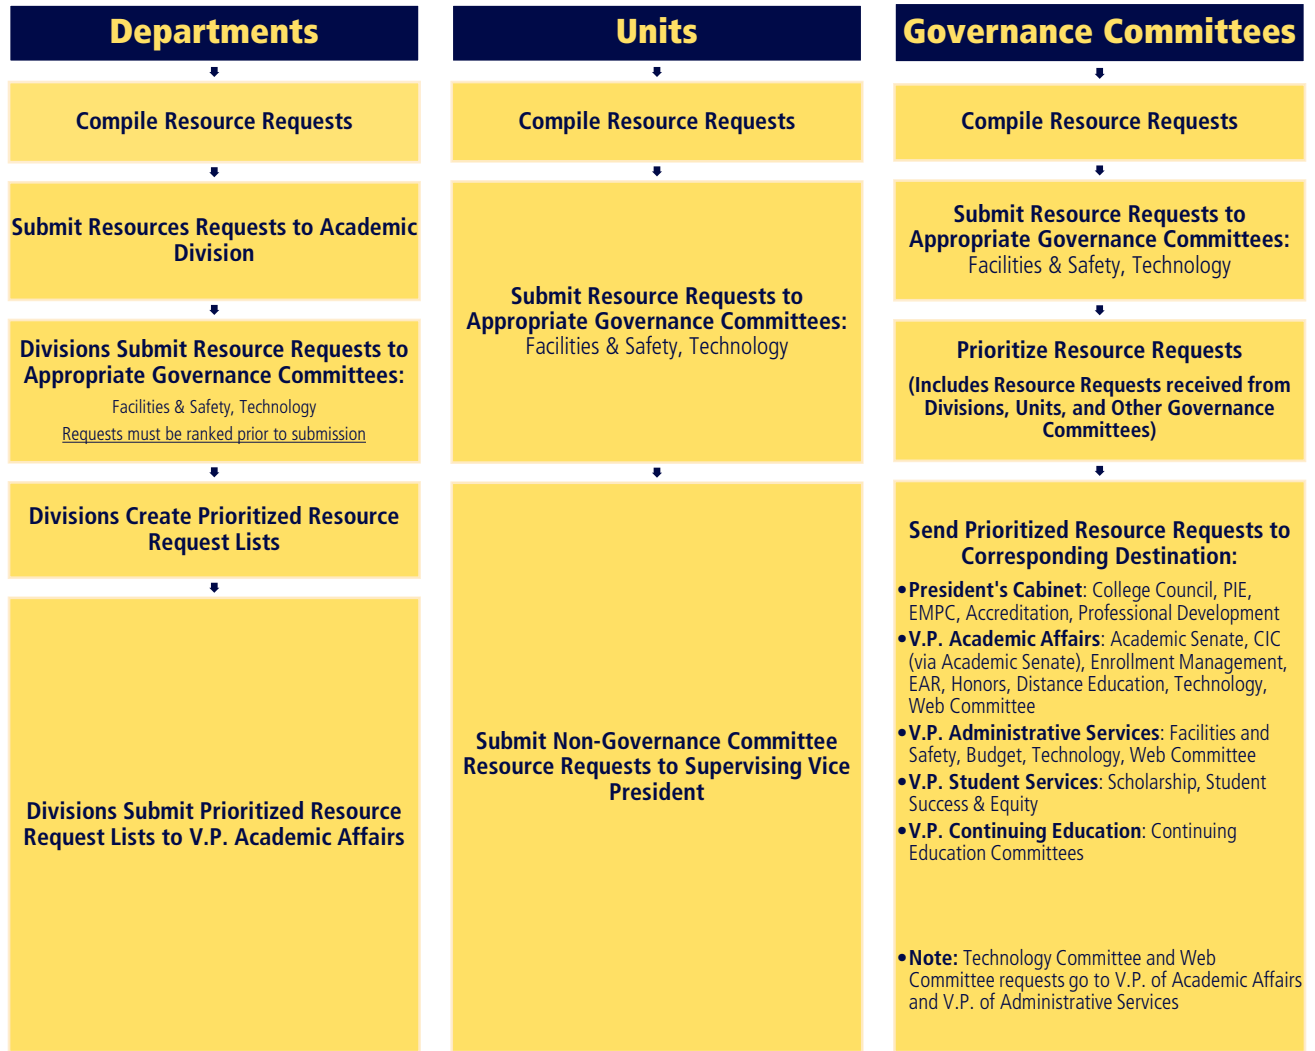 Departments
Compile Resource Requests
Submit Resources Requests to Academic
Division
Divisions Submit Resource Requests to
Appropriate Governance Committees:
Facilities & Safety, Technology
Requests must be ranked prior to submission
Divisions Create Prioritized Resource
Request Lists
Divisions Submit Prioritized Resource
Request Lists to V.P. Academic Affairs
Units
Compile Resource Requests
Submit Resource Requests to
Appropriate Governance Committees:
Facilities & Safety, Technology
Submit Non-Governance Committee
Resource Requests to Supervising Vice
President
Governance Committees
Compile Resource Requests
Submit Resource Requests to
Appropriate Governance Committees:
Facilities & Safety, Technology
Prioritize Resource Requests
(Includes Resource Requests received from
Divisions, Units, and Other Governance
Committees)
Send Prioritized Resource Requests to
Corresponding Destination:
•President's Cabinet: College Council, PIE,
EMPC, Accreditation, Professional Development
•V.P. Academic Affairs: Academic Senate, CIC
(via Academic Senate), Enrollment Management,
EAR, Honors, Distance Education, Technology,
Web Committee
•V.P. Administrative Services: Facilities and
Safety, Budget, Technology, Web Committee
•V.P. Student Services: Scholarship, Student
Success & Equity
•V.P. Continuing Education: Continuing
Education Committees
•Note: Technology Committee and Web
Committee requests go to V.P. of Academic Affairs
and V.P. of Administrative Services